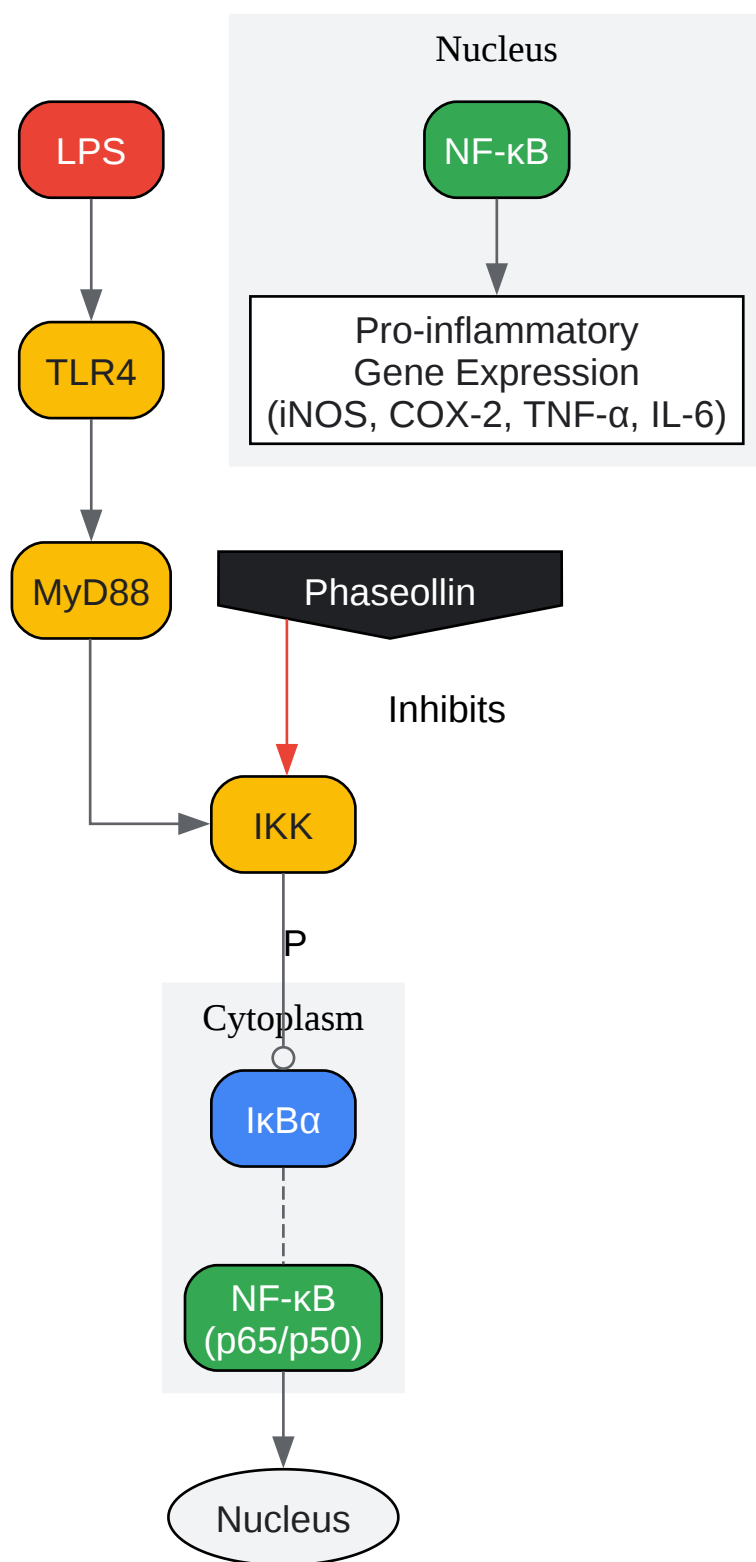 Nucleus
LPS
NF-κB
Pro-inflammatory
Gene Expression
(iNOS, COX-2, TNF-α, IL-6)
TLR4
MyD88
Phaseollin
Inhibits
IKK
P
Cytoplasm
IκBα
NF-κB
(p65/p50)
Nucleus